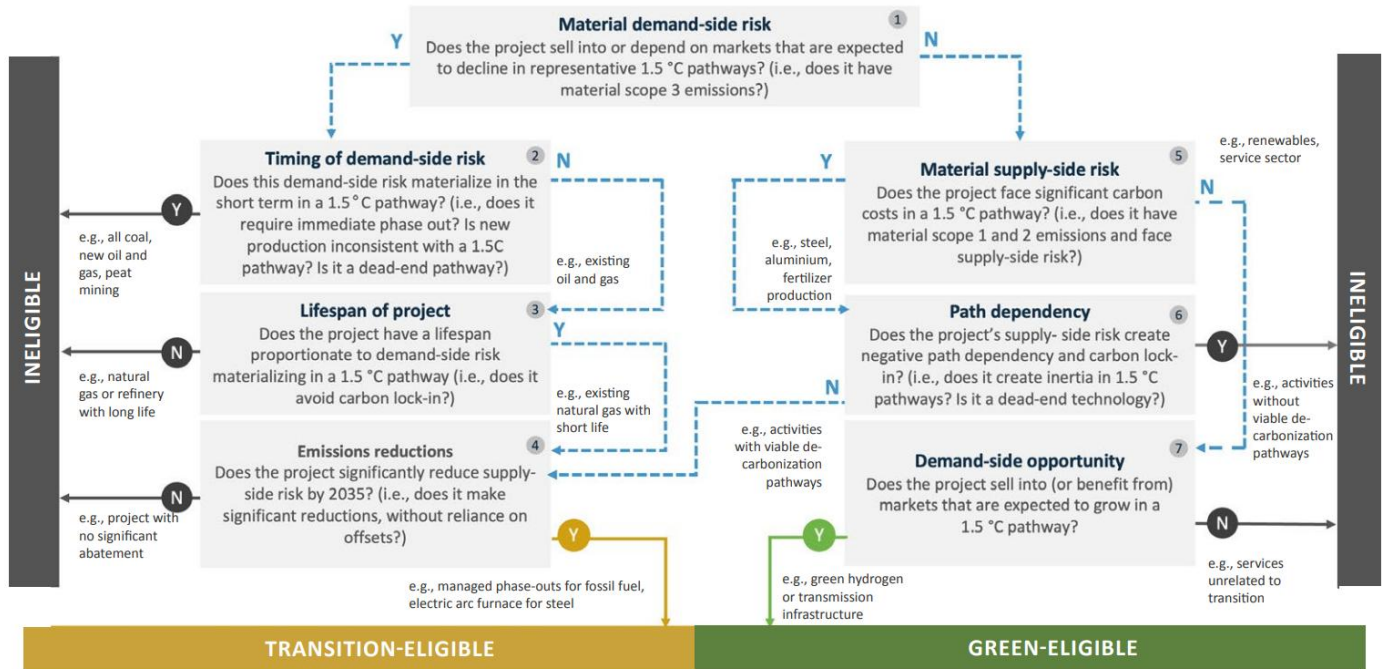 Material demand-side risk
1
Y
Does the project sell into or depend on markets that are expected
to decline in representative 1.5 °C pathways? (i.e., does it have
material scope 3 emissions?)
N
INELIGIBLE
Timing of demand-side risk
2
Does this demand-side risk materialize in the
short term in a 1.5°C pathway? (i.e., does it
require immediate phase out? Is new
production inconsistent with a 1.5C
pathway? Is it a dead-end pathway?)
Y
e.g., all coal,
new oil and
gas, peat
mining
N
e.g., existing
oil and gas
Lifespan of project
3
Does the project have a lifespan
proportionate to demand-side risk
materializing in a 1.5 °C pathway (i.e., does it
avoid carbon lock-in?)
N
e.g., natural
gas or refinery
with long life
Y
e.g., existing
natural gas with
short life
Emissions reductions
4
Does the project significantly reduce supply-
side risk by 2035? (i.e., does it make
significant reductions, without reliance on
offsets?)
N
e.g., project with
no significant
abatement
Y
e.g., managed phase-outs for fossil fuel,
electric arc furnace for steel
Material supply-side risk
5
Does the project face significant carbon
costs in a 1.5 °C pathway? (i.e., does it have
material scope 1 and 2 emissions and face
supply-side risk?)
Y
e.g., steel,
aluminium,
fertilizer
production
e.g., renewables,
service sector
N
Path dependency
6
Does the project's supply- side risk create
negative path dependency and carbon lock-
in? (i.e., does it create inertia in 1.5 °C
pathways? Is it a dead-end technology?)
N
e.g., activities
with viable de-
carbonization
pathways
Y
e.g., activities
without
viable de-
carbonization
pathways
Demand-side opportunity
7
Does the project sell into (or benefit from)
markets that are expected to grow in a
1.5 °C pathway?
Y
e.g., green hydrogen
or transmission
infrastructure
N
e.g., services
unrelated to
transition
INELIGIBLE
TRANSITION-ELIGIBLE
GREEN-ELIGIBLE